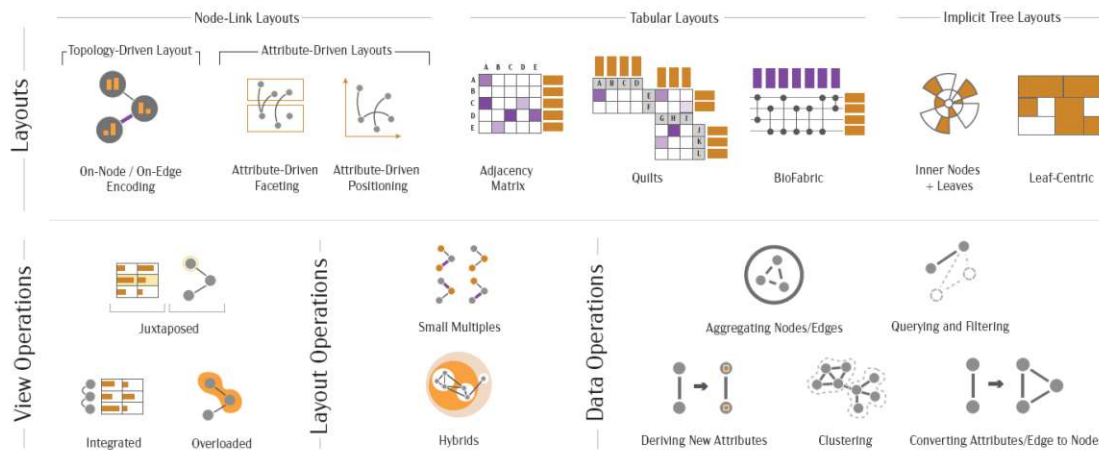 Node-Link Layouts
Tabular Layouts
Implicit Tree Layouts
Layouts
Topology-Driven Layout
Attribute-Driven Layouts
A B C D E
A
B
C
D
E
A B C D
E
F
G H I
J
K
L
On-Node / On-Edge
Encoding
Attribute-Driven
Faceting
Attribute-Driven
Positioning
Adjacency
Matrix
Quilts
BioFabric
Inner Nodes
+ Leaves
Leaf-Centric
View Operations
Juxtaposed
Integrated
Overloaded
Layout Operations
Small Multiples
Hybrids
Data Operations
Aggregating Nodes/Edges
Querying and Filtering
Deriving New Attributes
Clustering
Converting Attributes/Edge to Nodes